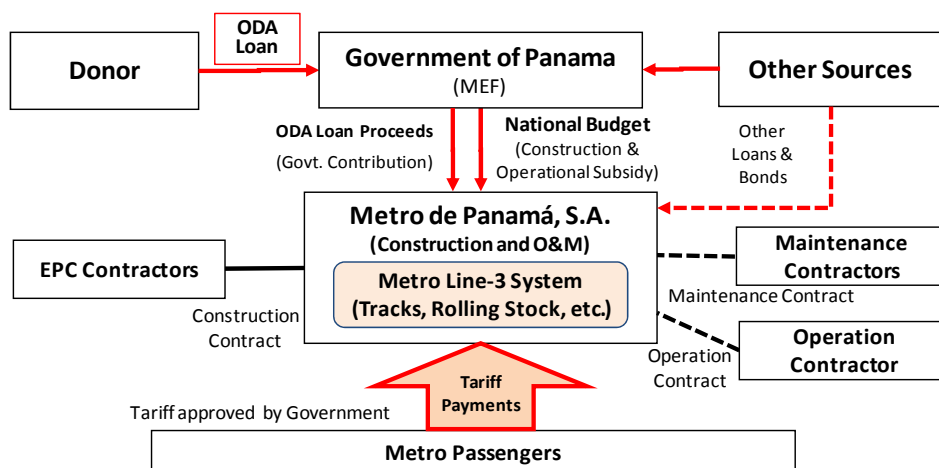 ODA
Loan
Donor
Government of Panama
(MEF)
Other Sources
ODA Loan Proceeds
(Govt. Contribution)
National Budget
(Construction &
Operational Subsidy)
Other
Loans &
Bonds
Metro de Panamá, S.A.
(Construction and O&M)
Metro Line-3 System
(Tracks, Rolling Stock, etc.)
EPC Contractors
Construction
Contract
Maintenance
Contractors
Maintenance Contract
Operation
Contractor
Operation
Contract
Tariff
Payments
Tariff approved by Government
Metro Passengers